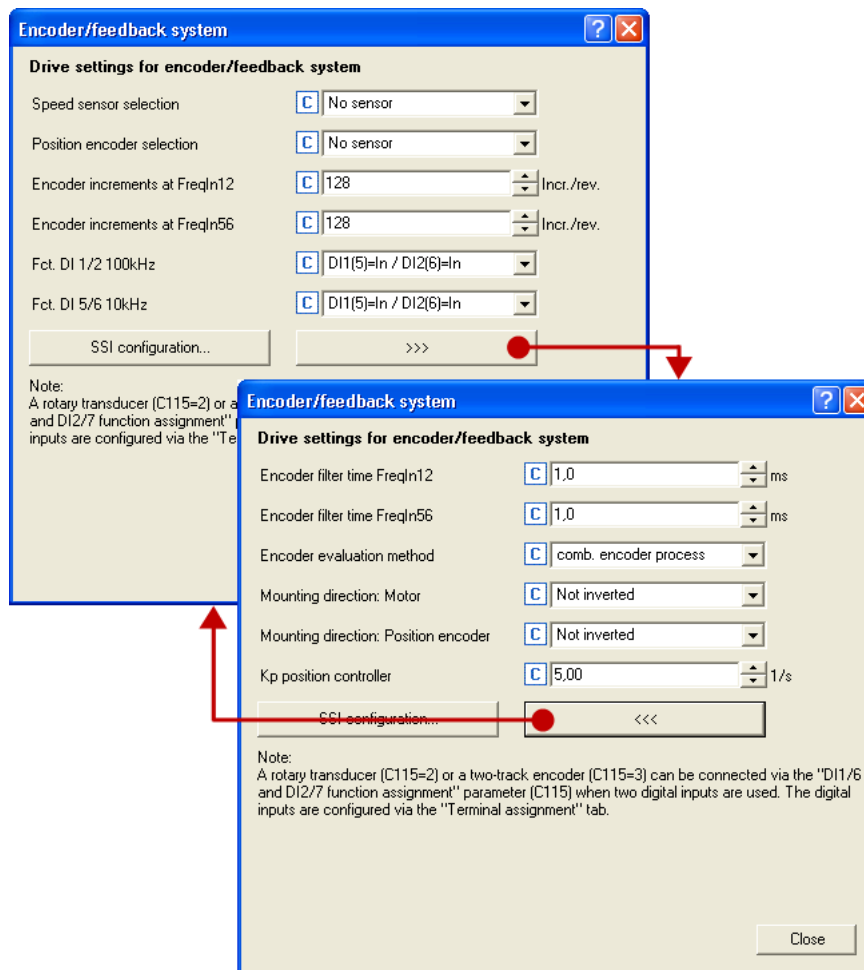 Encoder/feedback system
Drive settings for encoder/feedback system
Speed sensor selection C No sensor
Position encoder selection C No sensor
Encoder increments at FreqIn12 C 128 Incr./rev.
Encoder increments at FreqIn56 C 128 Incr./rev.
Fct. DI 1/2 100kHz C DI1(5)=In / DI2(6)=In
Fct. DI 5/6 10kHz C DI1(5)=In / DI2(6)=In
SSI configuration... >>>
Note:
A rotary transducer (C115=2) or a
and DI2/7 function assignment"
inputs are configured via the "Te
Encoder/feedback system
Drive settings for encoder/feedback system
Encoder filter time FreqIn12 C 1,0 ms
Encoder filter time FreqIn56 C 1,0 ms
Encoder evaluation method C comb. encoder process
Mounting direction: Motor C Not inverted
Mounting direction: Position encoder C Not inverted
Kp position controller C 5,00 1/s
SSI configuration... <<<
Note:
A rotary transducer (C115=2) or a two-track encoder (C115=3) can be connected via the "DI1/6
and DI2/7 function assignment" parameter (C115) when two digital inputs are used. The digital
inputs are configured via the "Terminal assignment" tab.
Close